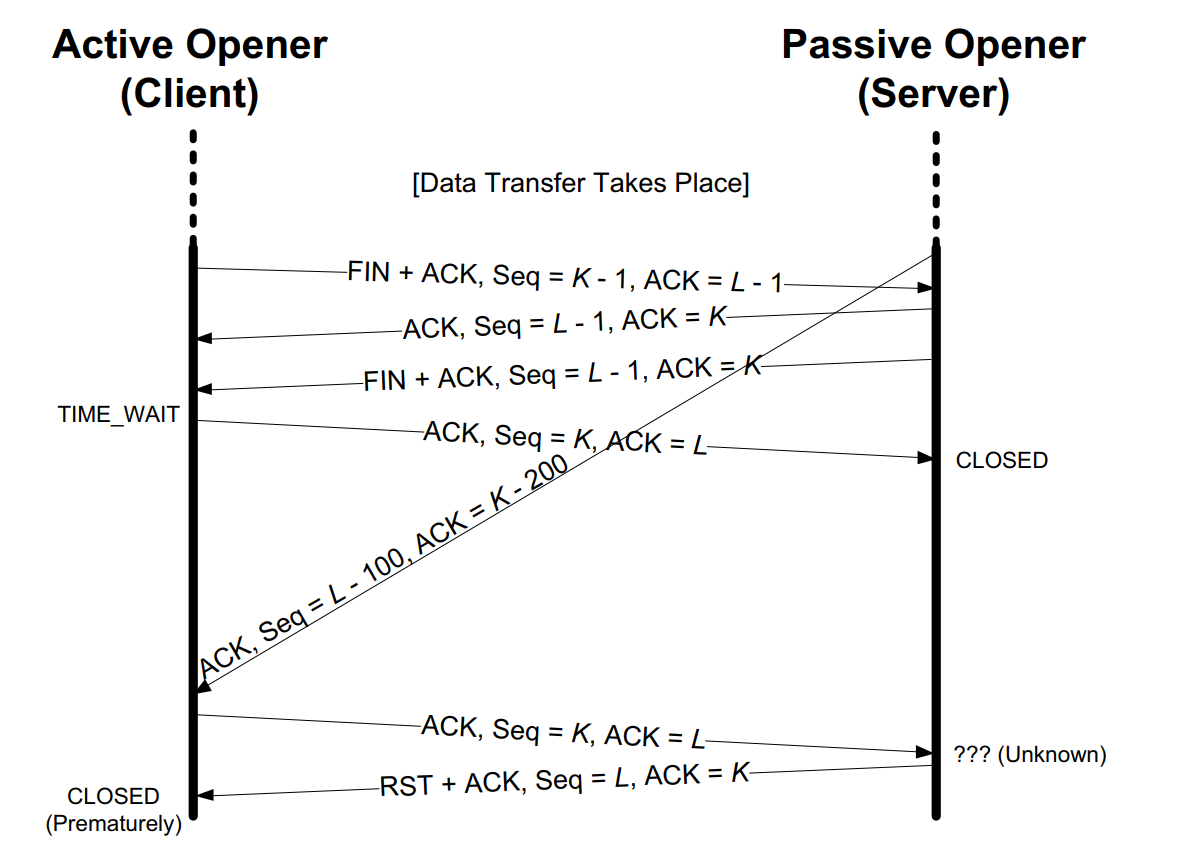 Active Opener
(Client)
Passive Opener
(Server)
[Data Transfer Takes Place]
FIN + ACK, Seq = K - 1, ACK = L - 1
ACK, Seq = L - 1, ACK = K
FIN + ACK, Seq = L - 1, ACK = K
TIME_WAIT
ACK, Seq = K, ACK = L
CLOSED
ACK, Seq = L - 100, ACK = K - 200
ACK, Seq = K, ACK = L
??? (Unknown)
RST + ACK, Seq = L, ACK = K
CLOSED
(Prematurely)